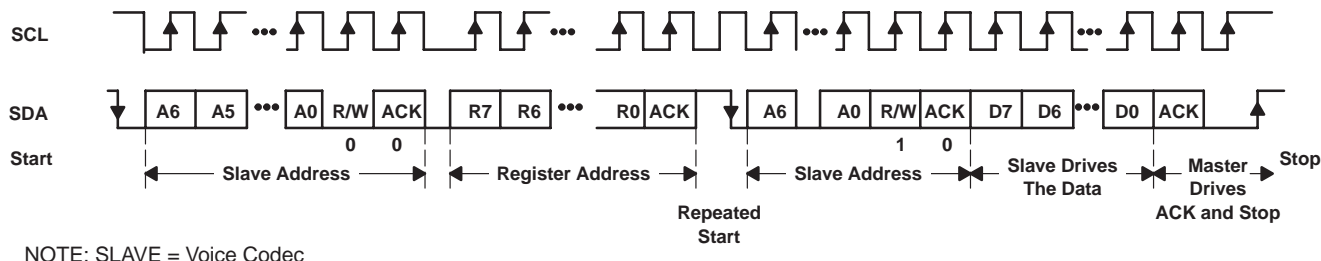 SCL
SDA A6 A5 ••• A0 R/W ACK R7 R6 ••• R0 ACK A6 A0 R/W ACK D7 D6 ••• D0 ACK
0 0 1 0
Start Slave Address Register Address Slave Address Slave Drives The Data Master Drives ACK and Stop Stop
Repeated Start
NOTE: SLAVE = Voice Codec